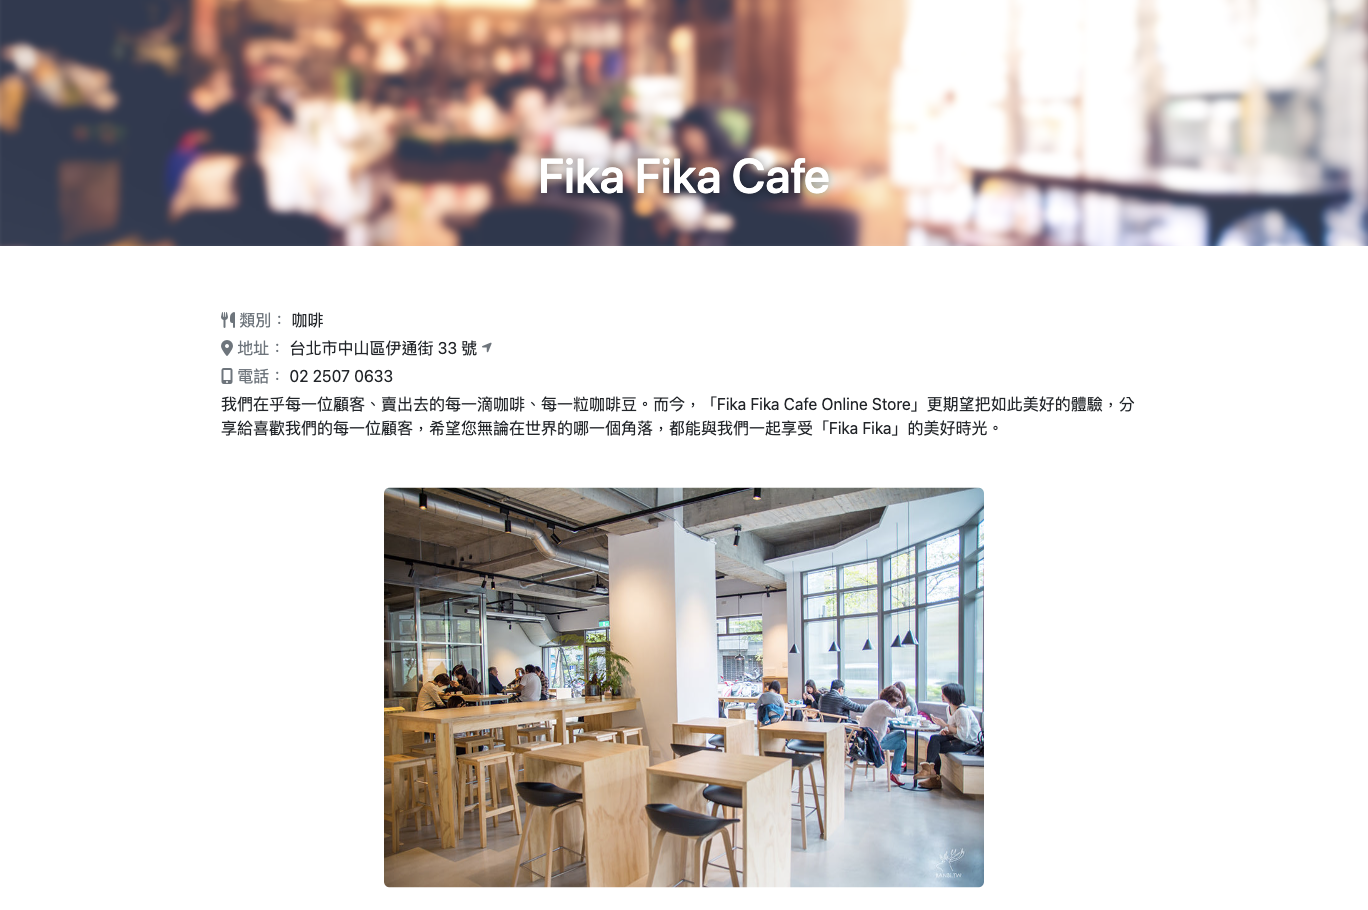 Fika Fika Cafe
類別： 咖啡
地址： 台北市中山區伊通街 33 號
電話： 02 2507 0633
我們在乎每一位顧客、賣出去的每一滴咖啡、每一粒咖啡豆。而今，「Fika Fika Cafe Online Store」更期望把如此美好的體驗，分
享給喜歡我們的每一位顧客，希望您無論在世界的哪一個角落，都能與我們一起享受「Fika Fika」的美好時光。